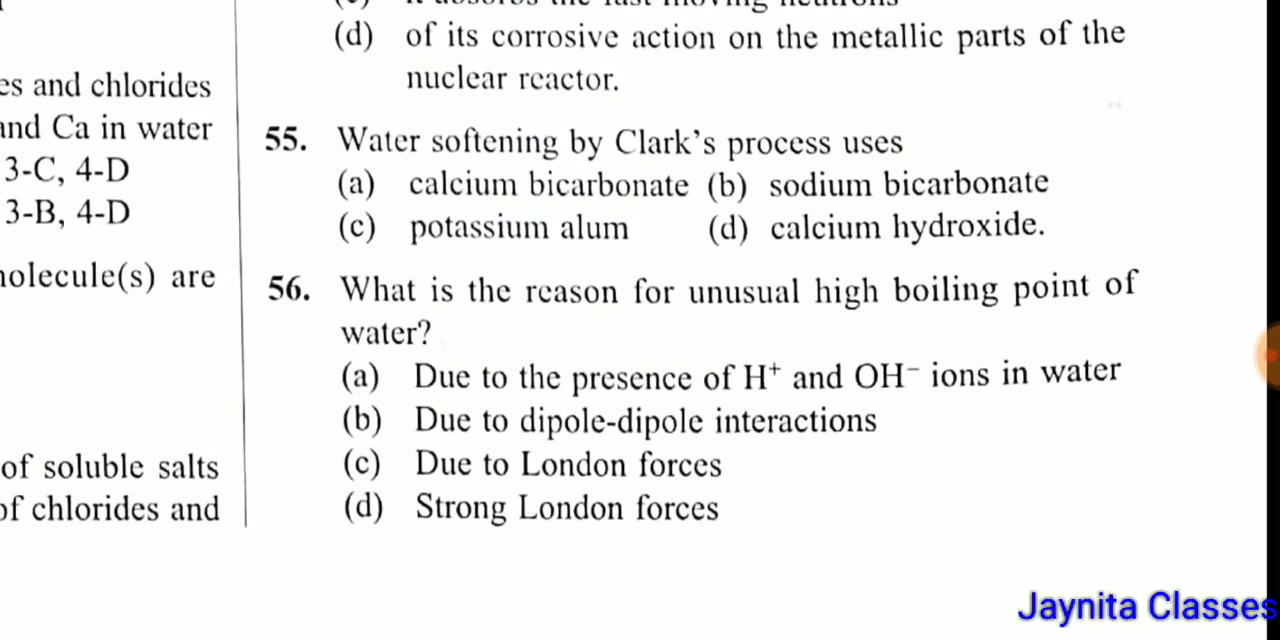 (d) of its corrosive action on the metallic parts of the
nuclear reactor.
es and chlorides
and Ca in water
3-C, 4-D
3-B, 4-D
nolecule(s) are
of soluble salts
of chlorides and
55. Water softening by Clark's process uses
(a) calcium bicarbonate (b) sodium bicarbonate
(c) potassium alum (d) calcium hydroxide.
56. What is the reason for unusual high boiling point of
water?
(a) Due to the presence of H⁺ and OH⁻ ions in water
(b) Due to dipole-dipole interactions
(c) Due to London forces
(d) Strong London forces
Jaynita Classes